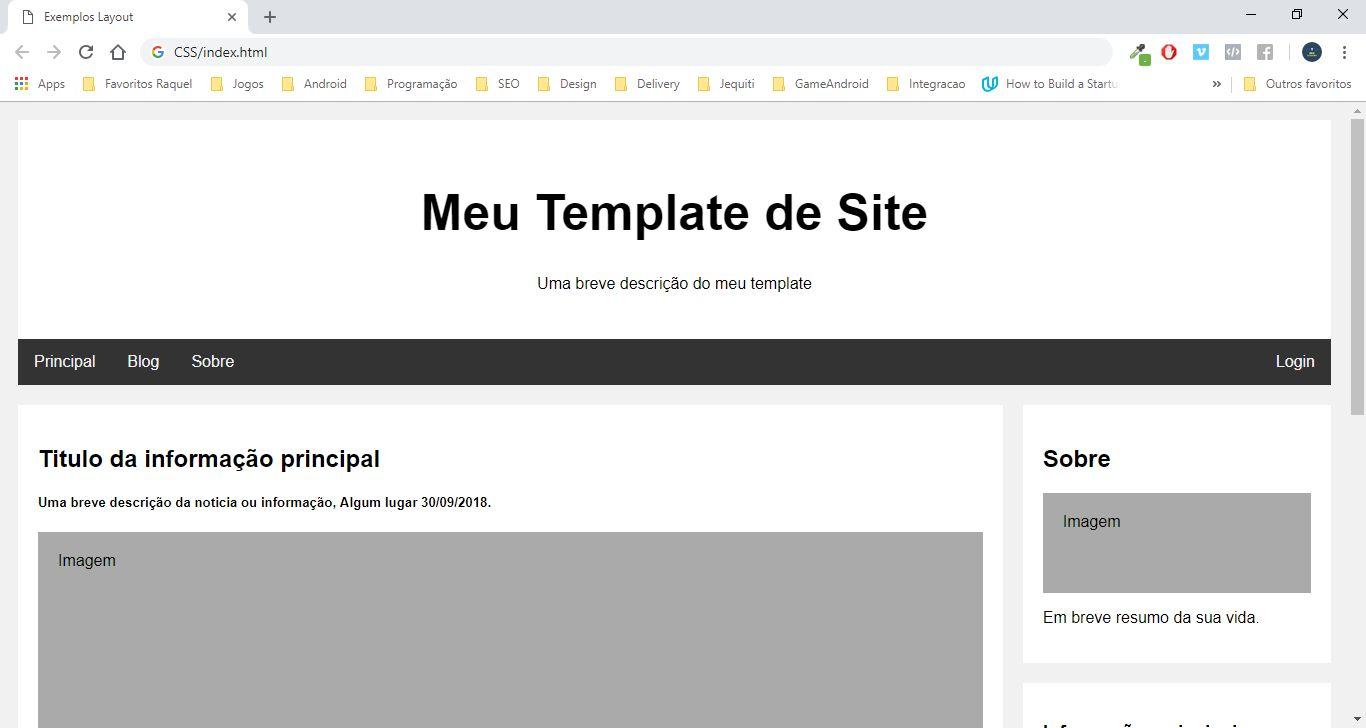 Exemplos Layout
CSS/index.html
Apps Favoritos Raquel Jogos Android Programação SEO Design Delivery Jequiti GameAndroid Integracao How to Build a Startu » Outros favoritos
Meu Template de Site
Uma breve descrição do meu template
Principal Blog Sobre Login
Titulo da informação principal
Uma breve descrição da noticia ou informação, Algum lugar 30/09/2018.
Imagem
Sobre
Imagem
Em breve resumo da sua vida.